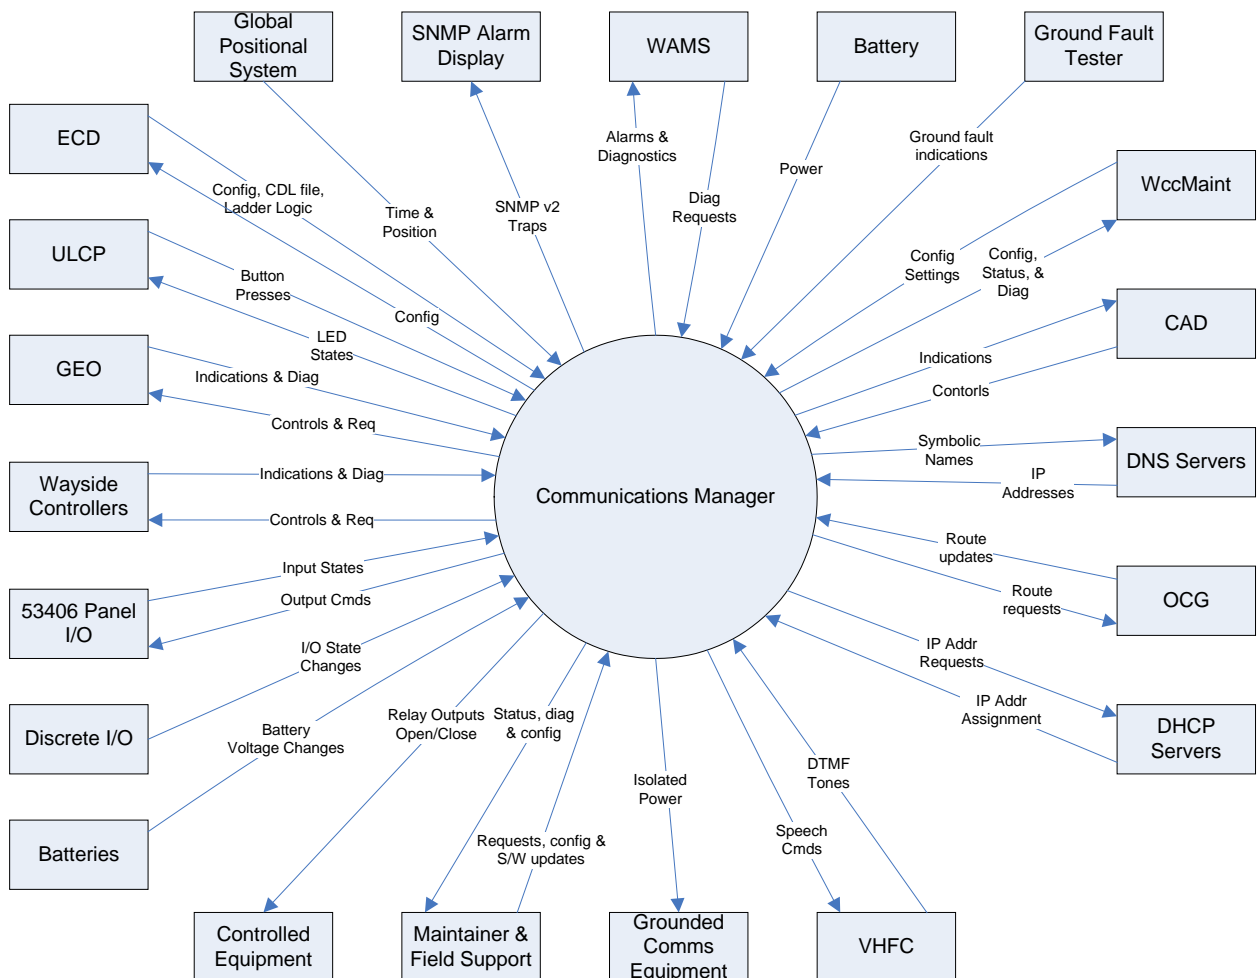 Global
Positional
System
SNMP Alarm
Display
WAMS
Battery
Ground Fault
Tester
ECD
ULCP
GEO
Wayside
Controllers
53406 Panel
I/O
Discrete I/O
Batteries
Controlled
Equipment
Maintainer &
Field Support
Grounded
Comms
Equipment
VHFC
WccMaint
CAD
DNS Servers
OCG
DHCP
Servers
Communications Manager
Config, CDL file,
Ladder Logic
Time &
Position
SNMP v2
Traps
Alarms &
Diagnostics
Diag
Requests
Power
Ground fault
indications
Config
Settings
Config,
Status, &
Diag
Button
Presses
Config
LED
States
Indications & Diag
Controls & Req
Indications & Diag
Controls & Req
Input States
Output Cmds
I/O State
Changes
Battery
Voltage Changes
Relay Outputs
Open/Close
Status, diag
& config
Requests, config &
S/W updates
Isolated
Power
Speech
Cmds
DTMF
Tones
Indications
Contorls
Symbolic
Names
IP
Addresses
Route
updates
Route
requests
IP Addr
Requests
IP Addr
Assignment